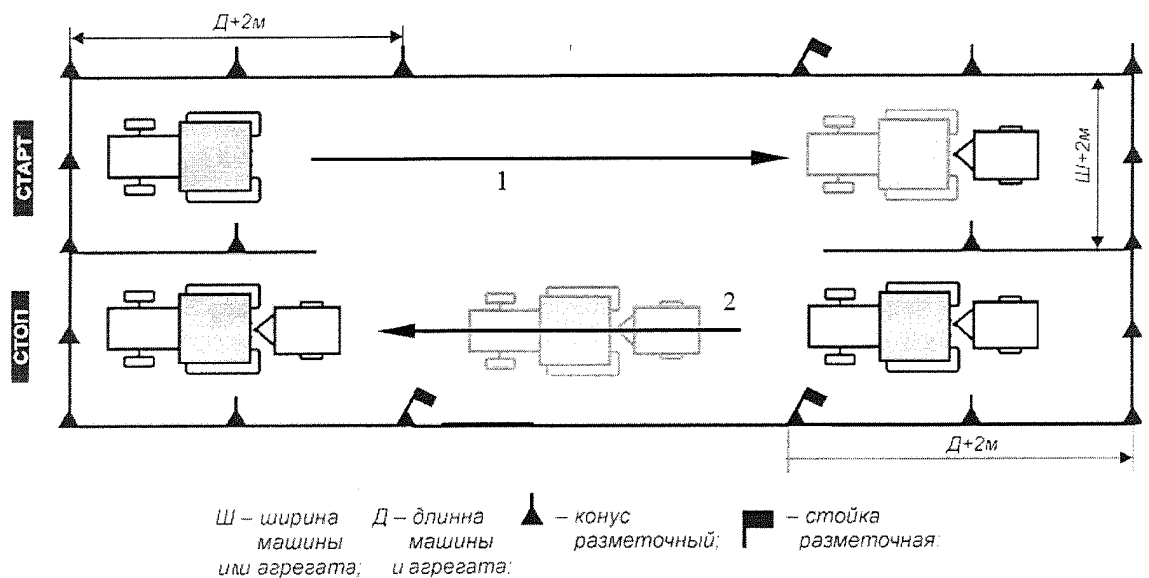 Д+2м
СТАРТ
1
Ш+2м
СТОП
2
Д+2м
Ш – ширина машины или агрегата;
Д – длинна машины и агрегата:
– конус разметочный;
– стойка разметочная: